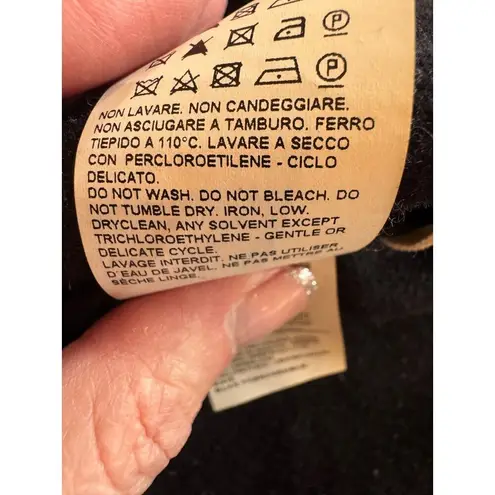 P
P
NON LAVARE. NON CANDEGGIARE.
NON ASCIUGARE A TAMBURO. FERRO
TIEPIDO A 110°C. LAVARE A SECCO
CON PERCLOROETILENE - CICLO
DELICATO.
DO NOT WASH. DO NOT BLEACH. DO
NOT TUMBLE DRY. IRON, LOW.
DRYCLEAN, ANY SOLVENT EXCEPT
TRICHLOROETHYLENE - GENTLE OR
DELICATE CYCLE.
LAVAGE INTERDIT. NE PAS UTILISER
D'EAU DE JAVEL. NE PAS METTRE AU
SÈCHE LINGE.